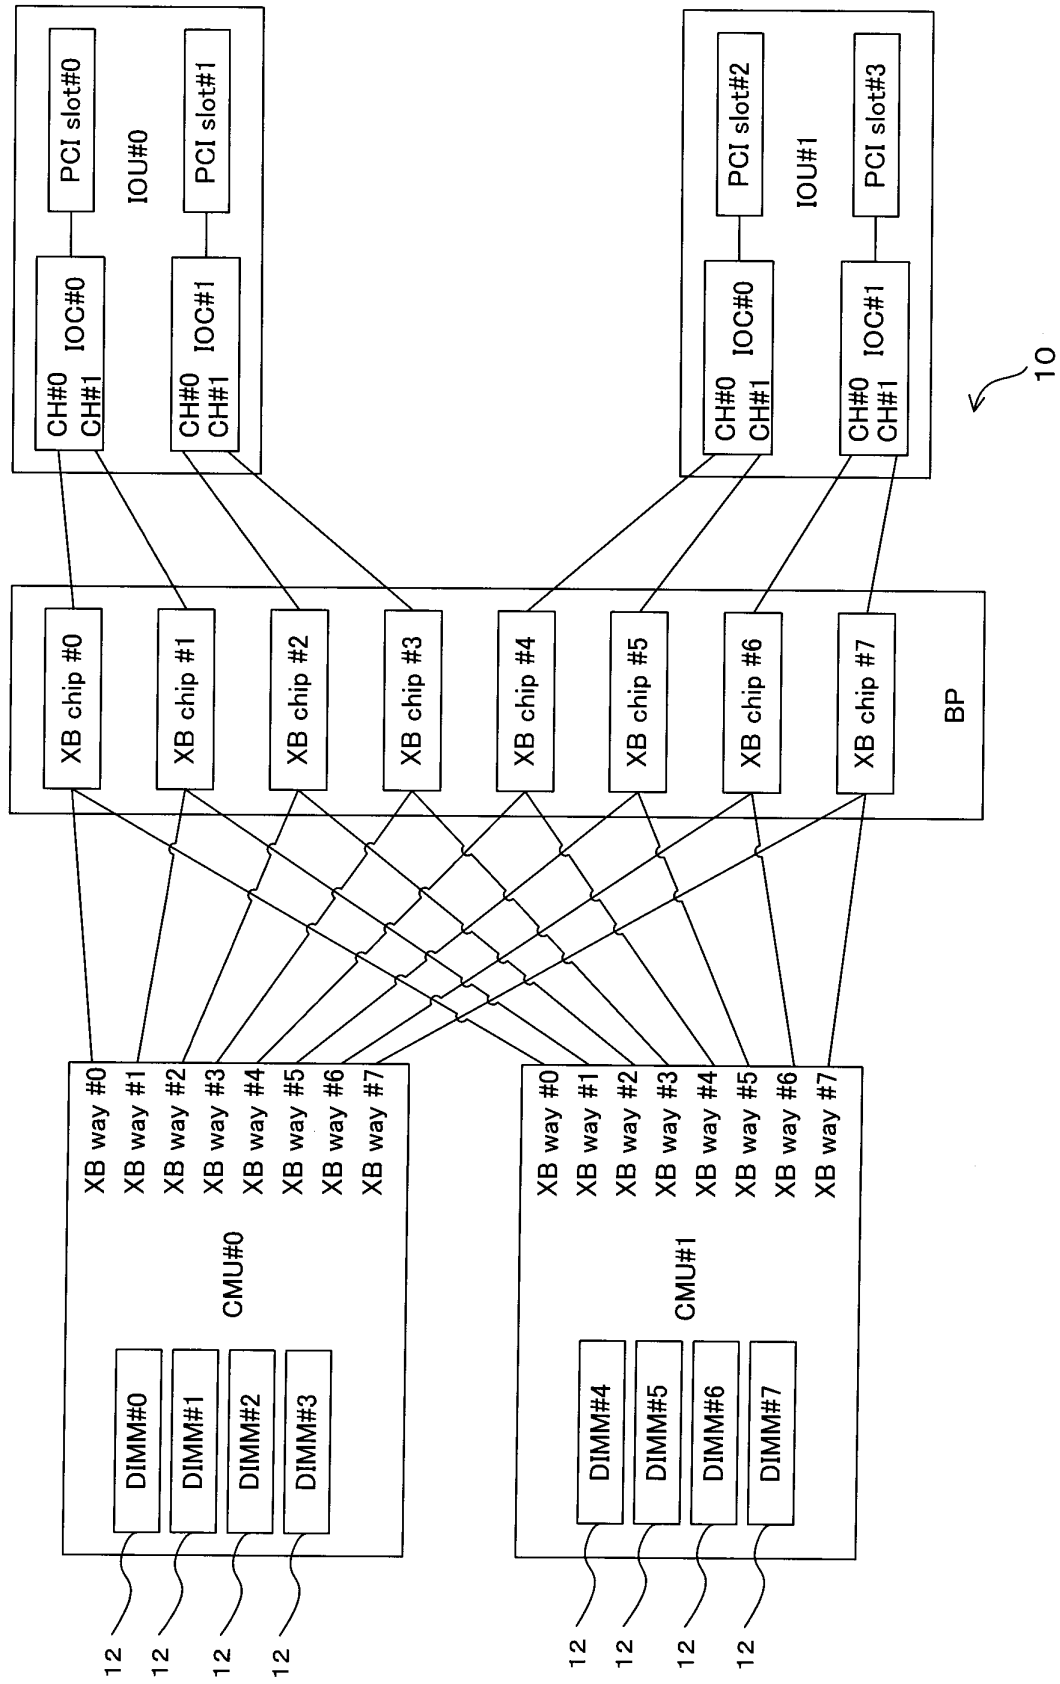 12
12
12
12
DIMM#0
DIMM#1
DIMM#2
DIMM#3
CMU#0
XB way #0
XB way #1
XB way #2
XB way #3
XB way #4
XB way #5
XB way #6
XB way #7
12
12
12
12
DIMM#4
DIMM#5
DIMM#6
DIMM#7
CMU#1
XB way #0
XB way #1
XB way #2
XB way #3
XB way #4
XB way #5
XB way #6
XB way #7
XB chip #0
XB chip #1
XB chip #2
XB chip #3
XB chip #4
XB chip #5
XB chip #6
XB chip #7
BP
CH#0
CH#1
IOC#0
PCI slot#0
IOU#0
CH#0
CH#1
IOC#1
PCI slot#1
CH#0
CH#1
IOC#0
PCI slot#2
IOU#1
CH#0
CH#1
IOC#1
PCI slot#3
10